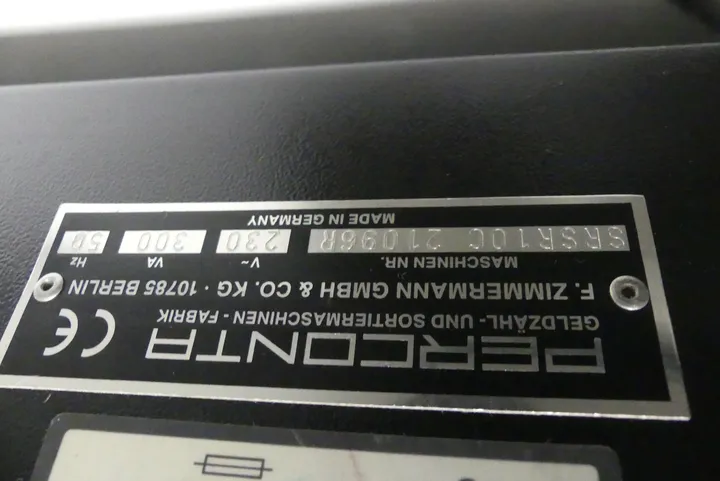 PERCONTA CE
GELDZÄHL- UND SORTIERMASCHINEN - FABRIK
F. ZIMMERMANN GMBH & CO. KG · 10785 BERLIN
MASCHINEN NR. V~ VA Hz
SRSR10C 21096R 230 300 50
MADE IN GERMANY